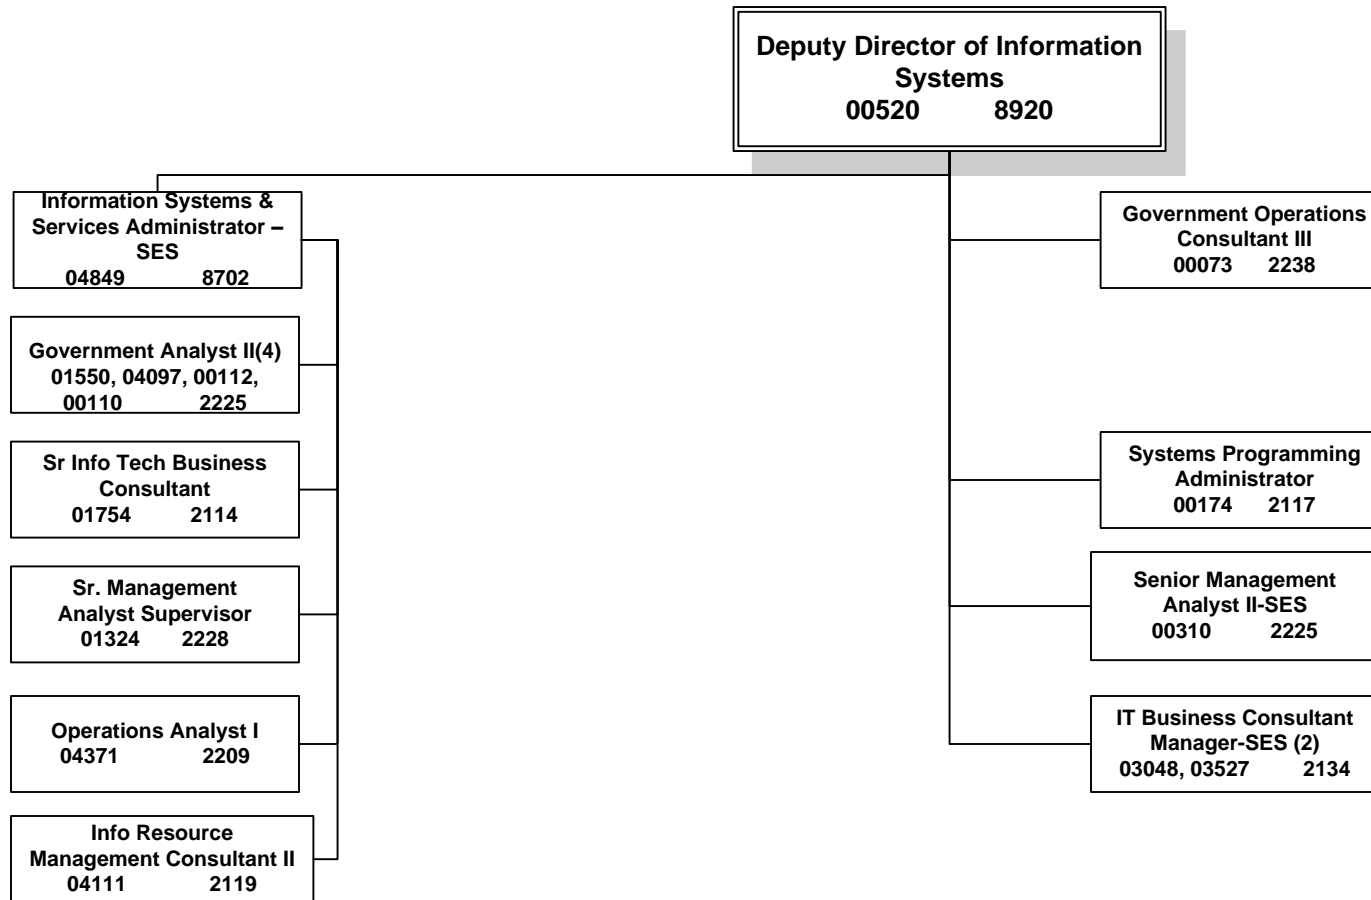 Deputy Director of Information
Systems
00520 8920
Information Systems &
Services Administrator –
SES
04849 8702
Government Analyst II(4)
01550, 04097, 00112,
00110 2225
Sr Info Tech Business
Consultant
01754 2114
Sr. Management
Analyst Supervisor
01324 2228
Operations Analyst I
04371 2209
Info Resource
Management Consultant II
04111 2119
Government Operations
Consultant III
00073 2238
Systems Programming
Administrator
00174 2117
Senior Management
Analyst II-SES
00310 2225
IT Business Consultant
Manager-SES (2)
03048, 03527 2134